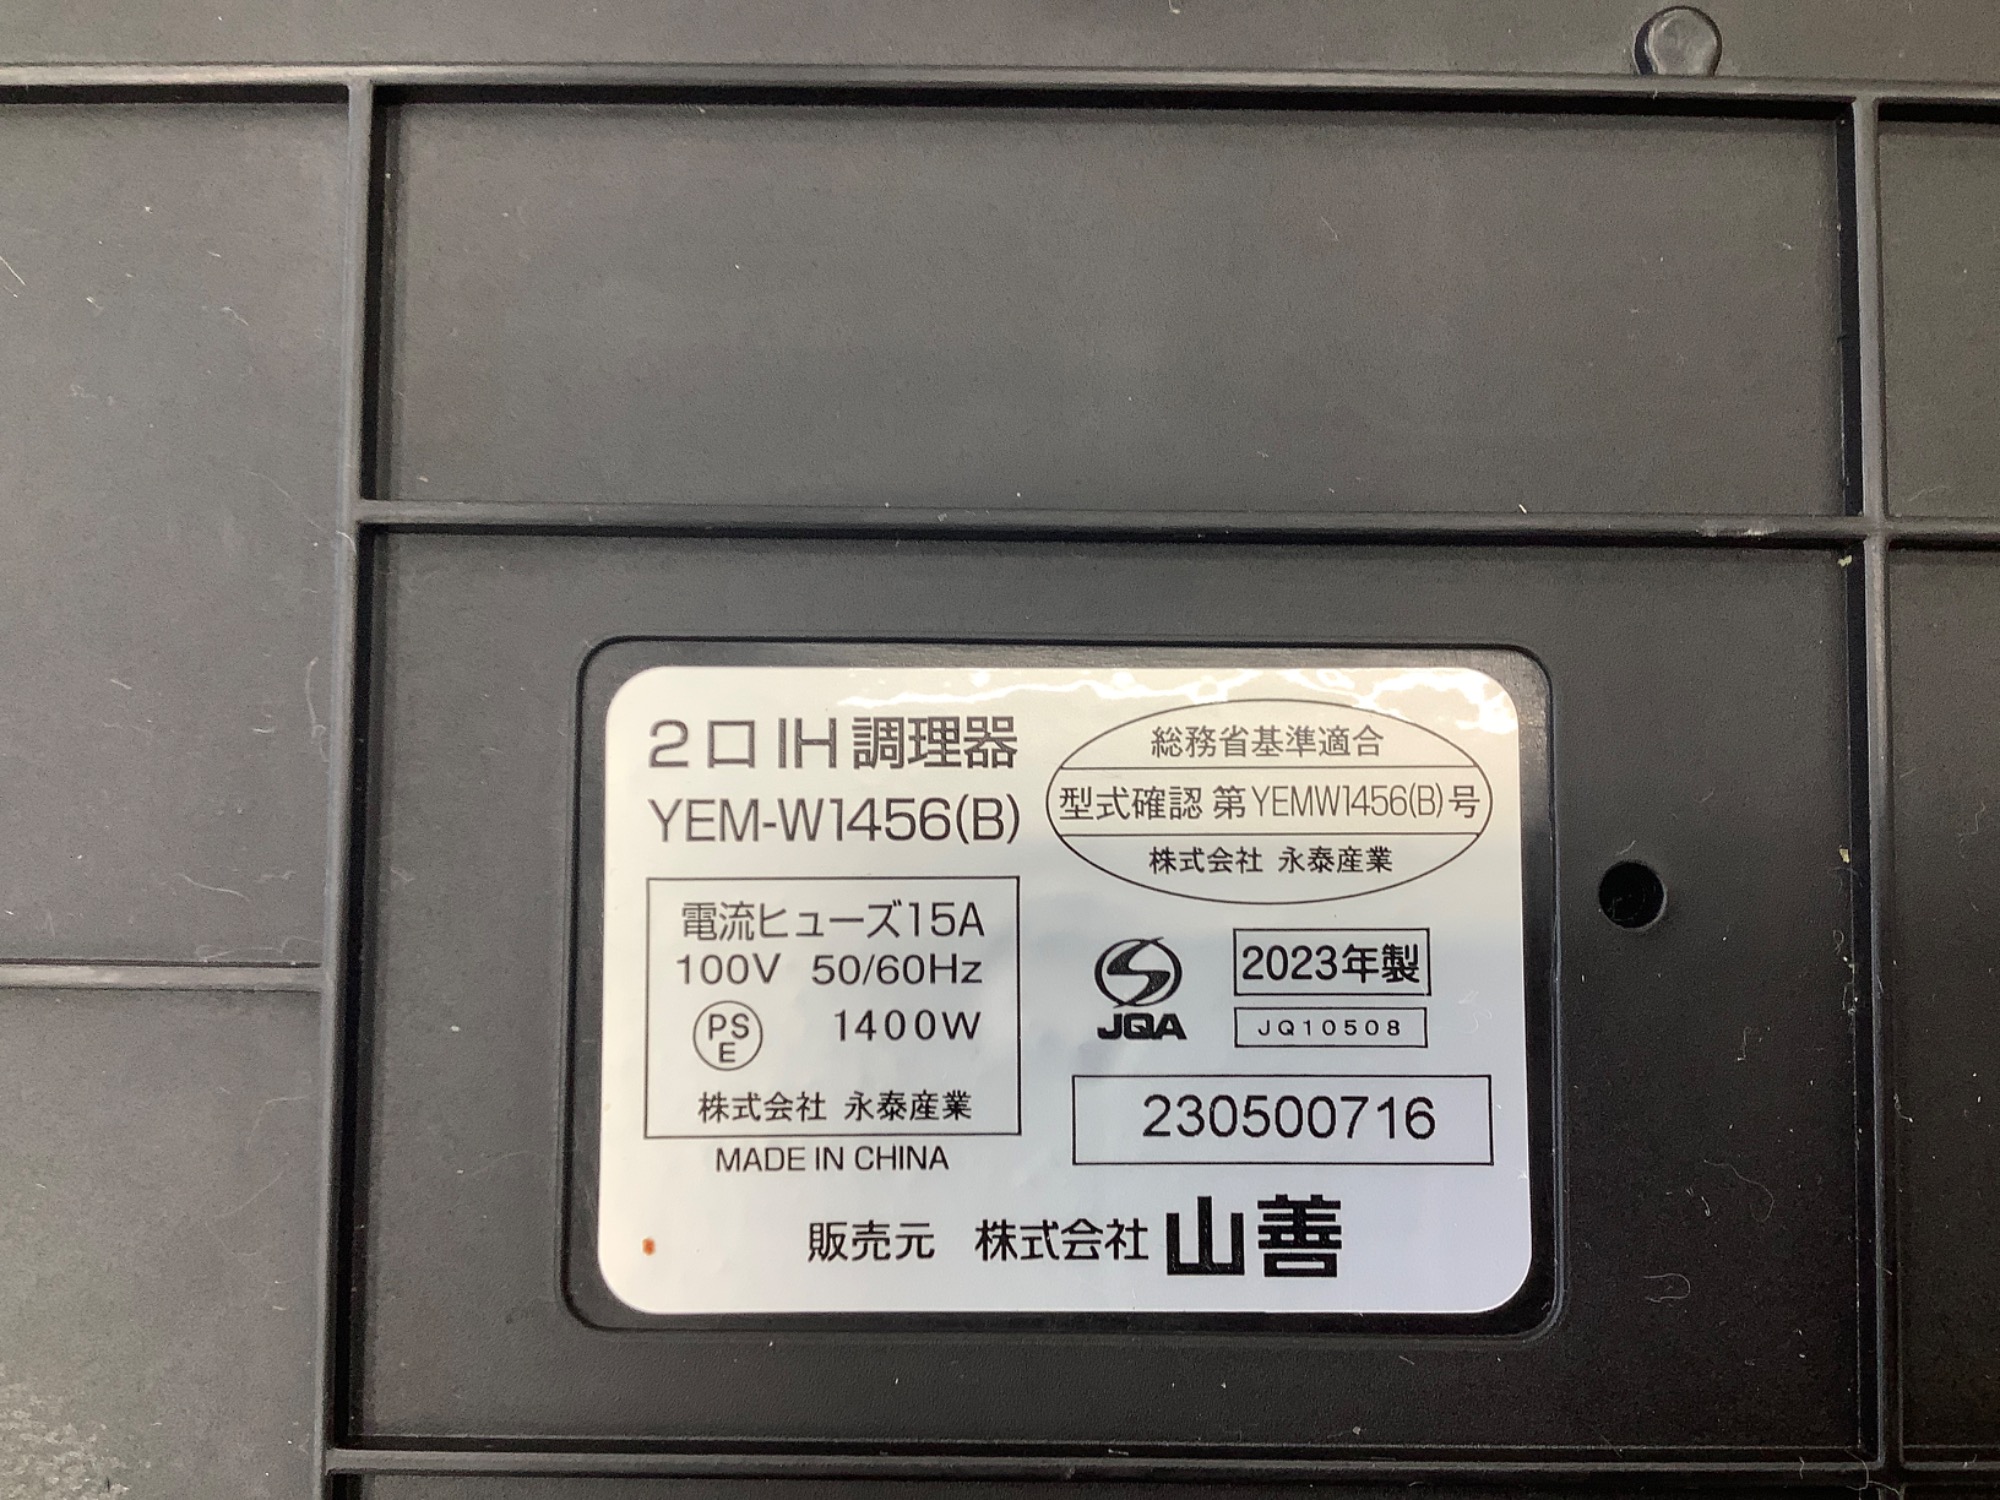 2口IH調理器
YEM-W1456(B)
総務省基準適合
型式確認 第YEMW1456(B)号
株式会社 永泰産業
電流ヒューズ15A
100V 50/60Hz
PS
E
1400W
株式会社 永泰産業
MADE IN CHINA
JQA
2023年製
JQ10508
230500716
販売元 株式会社 山善